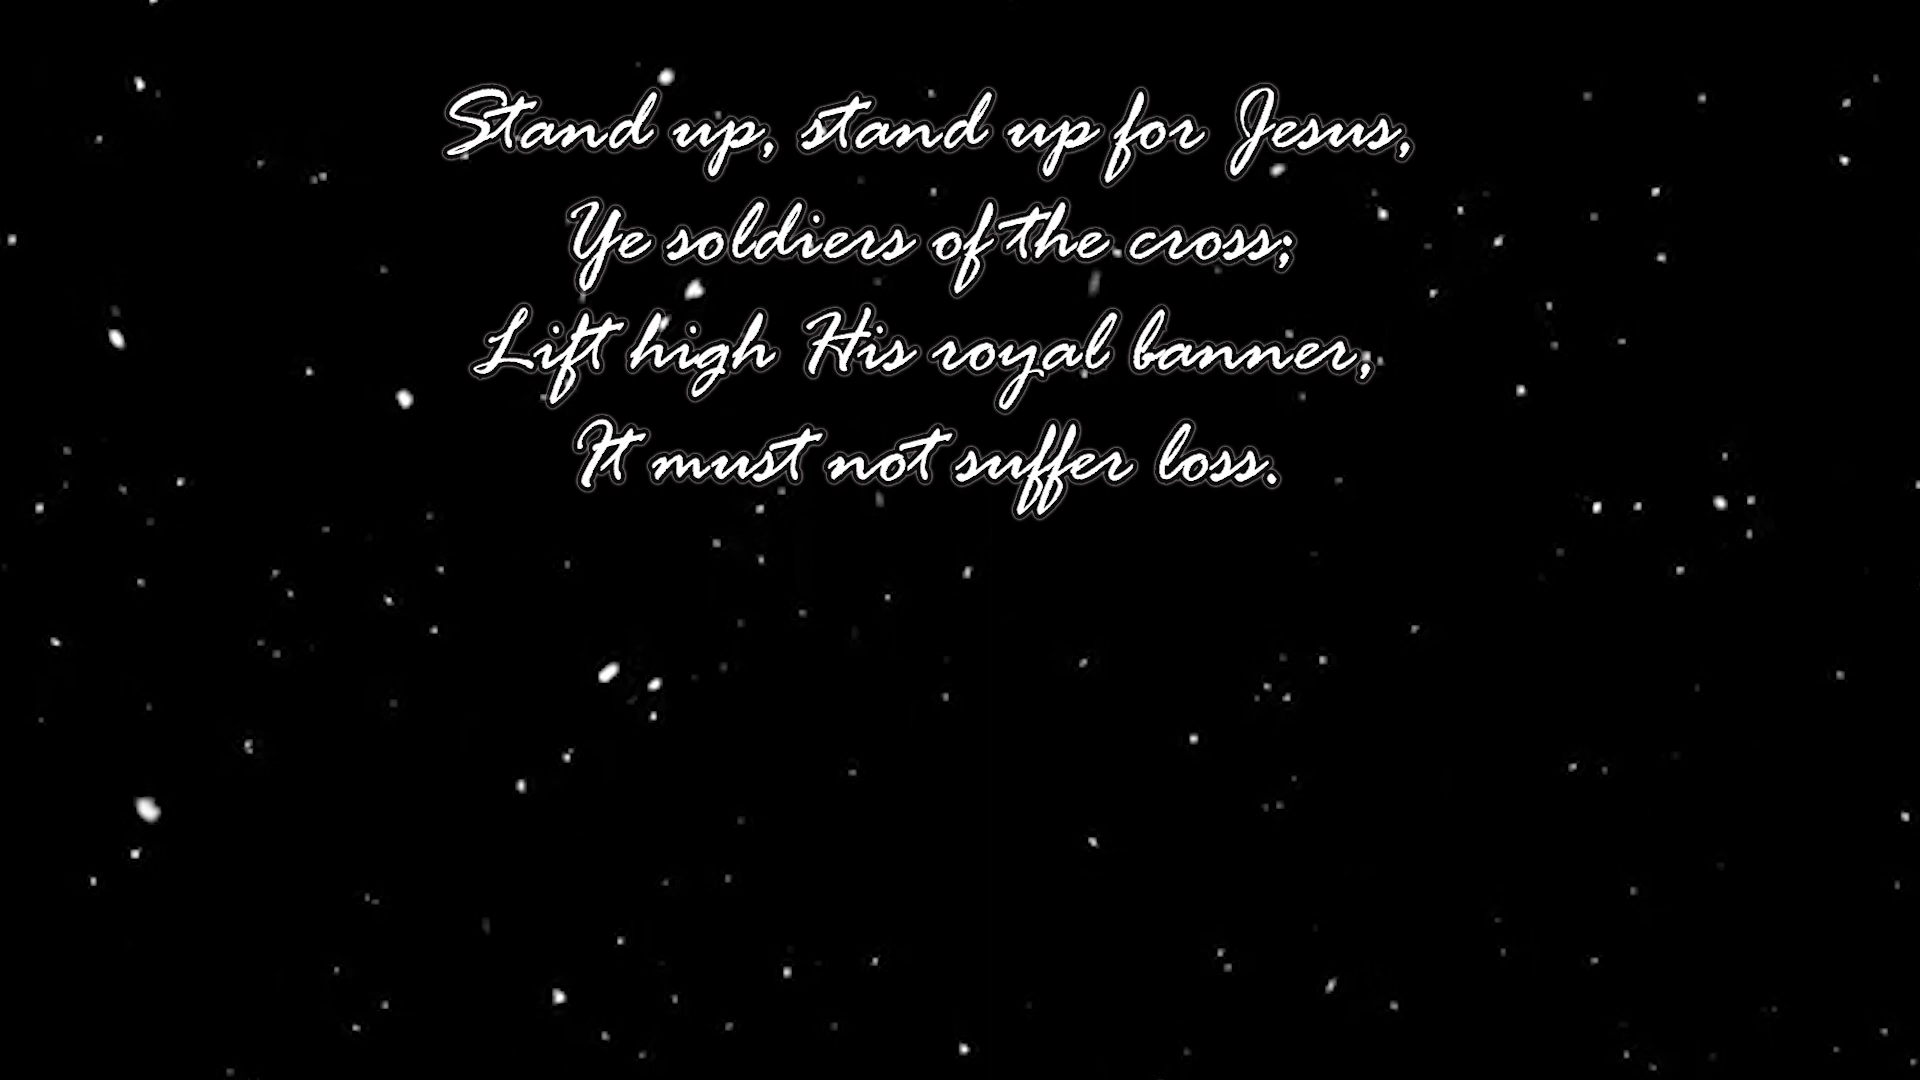 Stand up, stand up for Jesus,
Ye soldiers of the cross;
Lift high His royal banner,
It must not suffer loss.